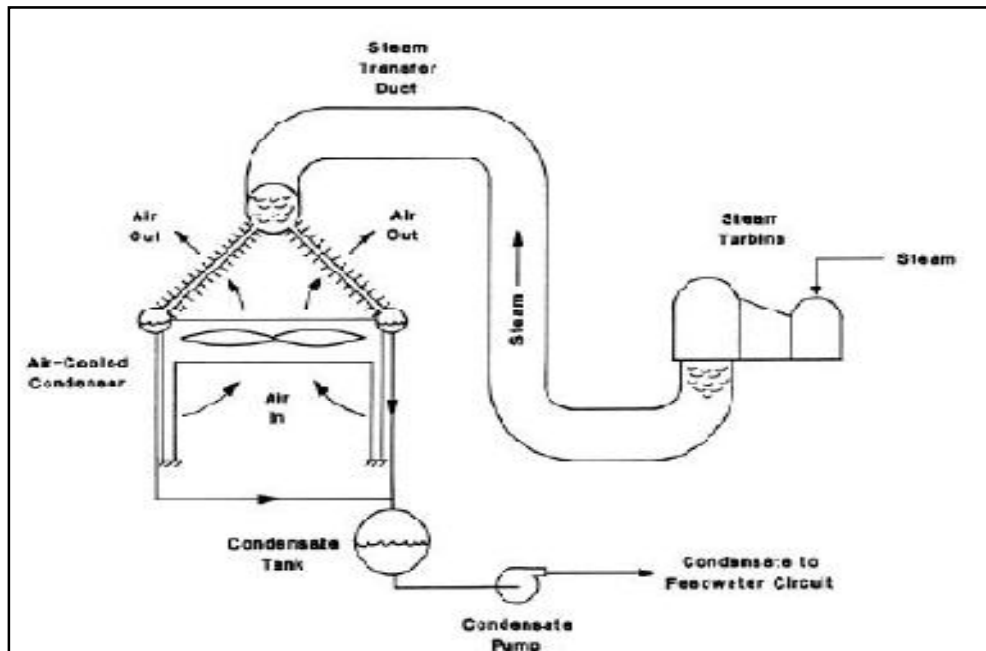 Steam
Transfer
Duct
Air
Out
Air
Out
Steam
Turbine
Steam
Steam
Air-Cooled
Condenser
Air
In
Condensate
Tank
Condensate to
Feedwater Circuit
Condensate
Pump